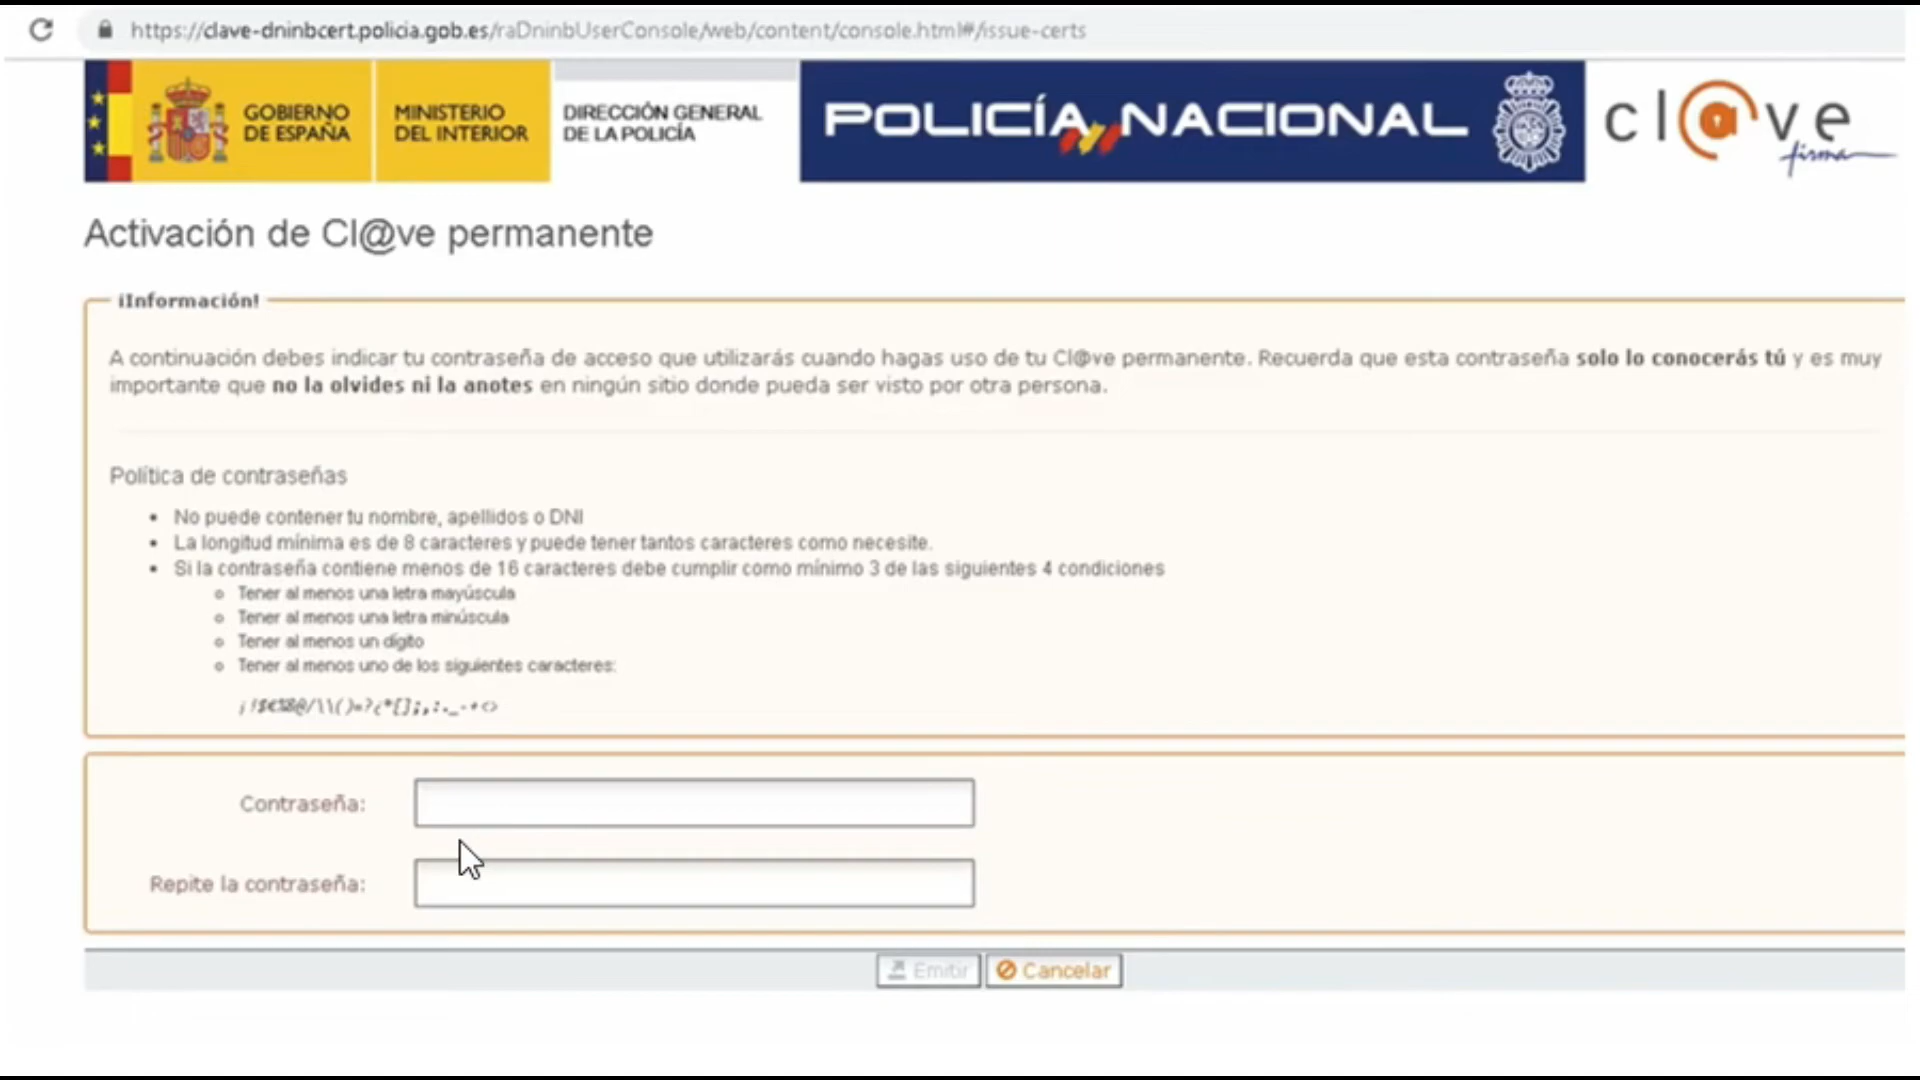 https://clave-dninbcert.policia.gob.es/raDninbUserConsole/web/content/console.html#/issue-certs
GOBIERNO
DE ESPAÑA
MINISTERIO
DEL INTERIOR
DIRECCIÓN GENERAL
DE LA POLICÍA
POLICÍA NACIONAL
cl@ve
firma
Activación de Cl@ve permanente
¡Información!
A continuación debes indicar tu contraseña de acceso que utilizarás cuando hagas uso de tu Cl@ve permanente. Recuerda que esta contraseña solo lo conocerás tú y es muy
importante que no la olvides ni la anotes en ningún sitio donde pueda ser visto por otra persona.
Política de contraseñas
• No puede contener tu nombre, apellidos o DNI
• La longitud mínima es de 8 caracteres y puede tener tantos caracteres como necesite.
• Si la contraseña contiene menos de 16 caracteres debe cumplir como mínimo 3 de las siguientes 4 condiciones
Tener al menos una letra mayúscula
Tener al menos una letra minúscula
Tener al menos un dígito
Tener al menos uno de los siguientes caracteres:
¡!$€%&@/\\()=?¿*[];,:._-+<>
Contraseña:
Repite la contraseña:
Emitir
Cancelar